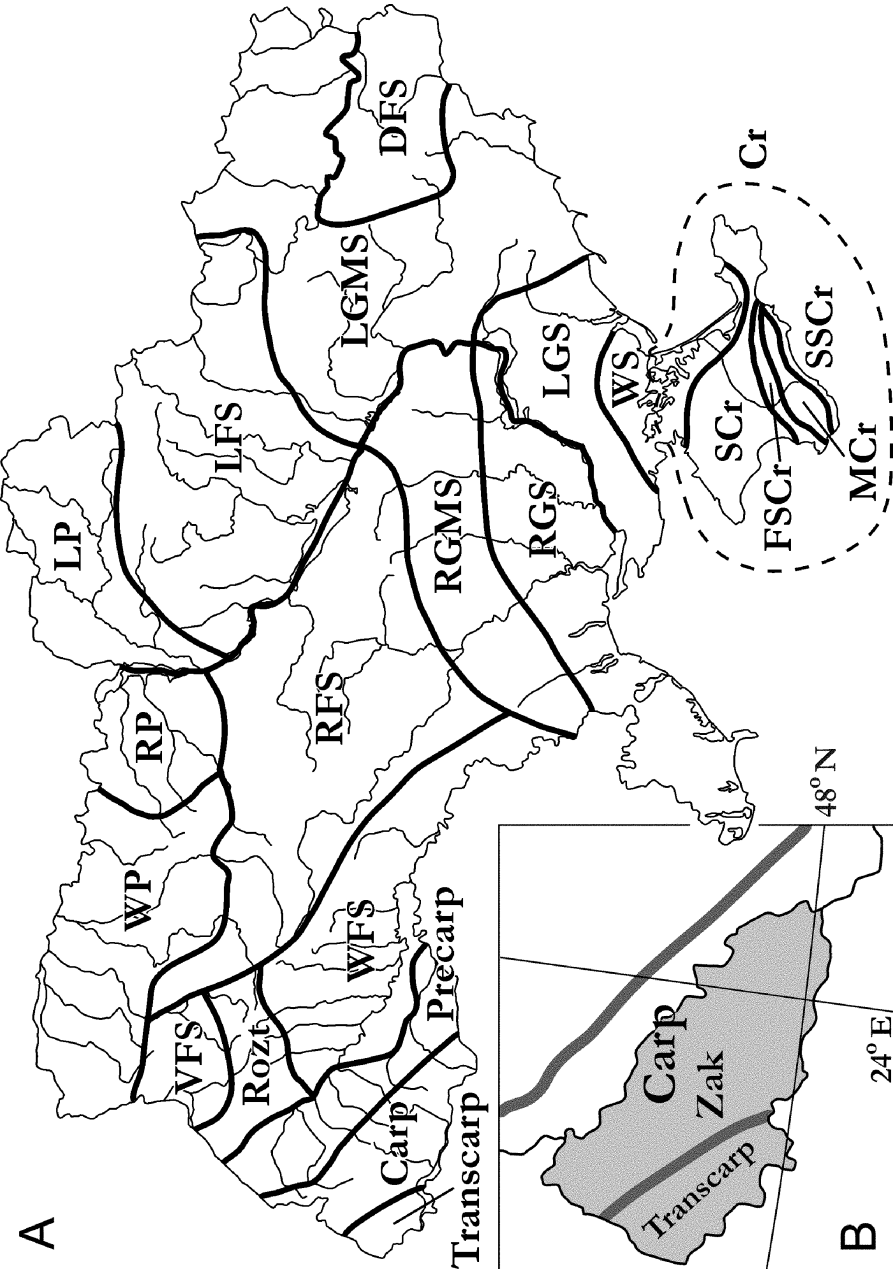 A
LP
RP
WP
VFS
Rozt
LFS
RFS
WFS
Precarp
Carp
Transcarp
LGMS
DFS
RGMS
RGS
LGS
WS
Cr
SCr
FSCr
MCr
SSCr
B
Carp
Zak
Transcarp
48° N
24° E